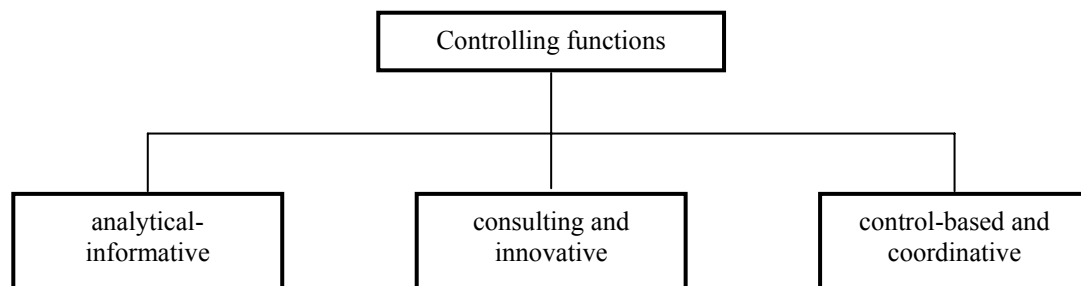 Controlling functions
analytical-
informative
consulting and
innovative
control-based and
coordinative